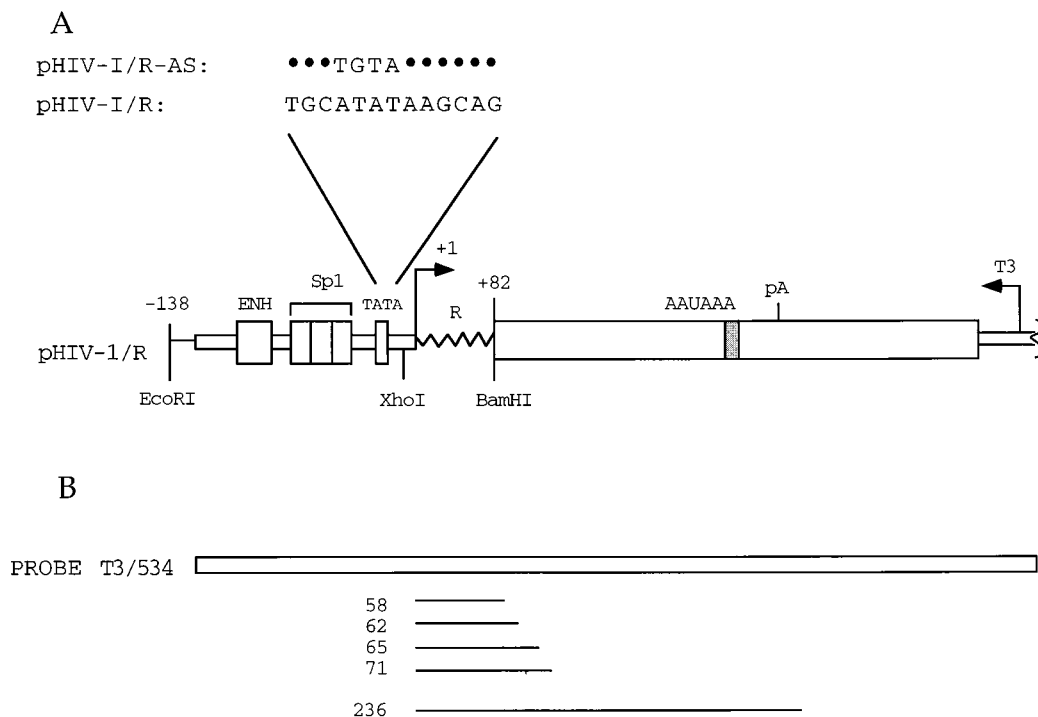 A
pHIV-I/R-AS: •••TGTA••••••
pHIV-I/R: TGCATATAAGCAG
+1
Sp1
T3
-138 ENH TATA +82 AAUAAA pA
R
pHIV-1/R
EcoRI XhoI BamHI
B
PROBE T3/534
58
62
65
71
236